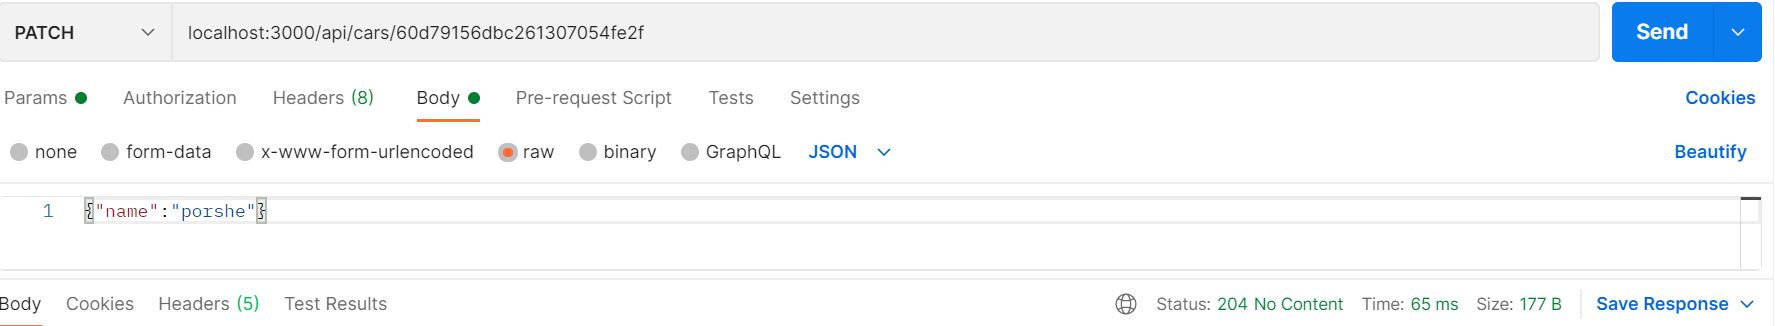 PATCH localhost:3000/api/cars/60d79156dbc261307054fe2f Send
Params Authorization Headers (8) Body Pre-request Script Tests Settings Cookies
none form-data x-www-form-urlencoded raw binary GraphQL JSON Beautify
1 {"name":"porshe"}
Body Cookies Headers (5) Test Results Status: 204 No Content Time: 65 ms Size: 177 B Save Response